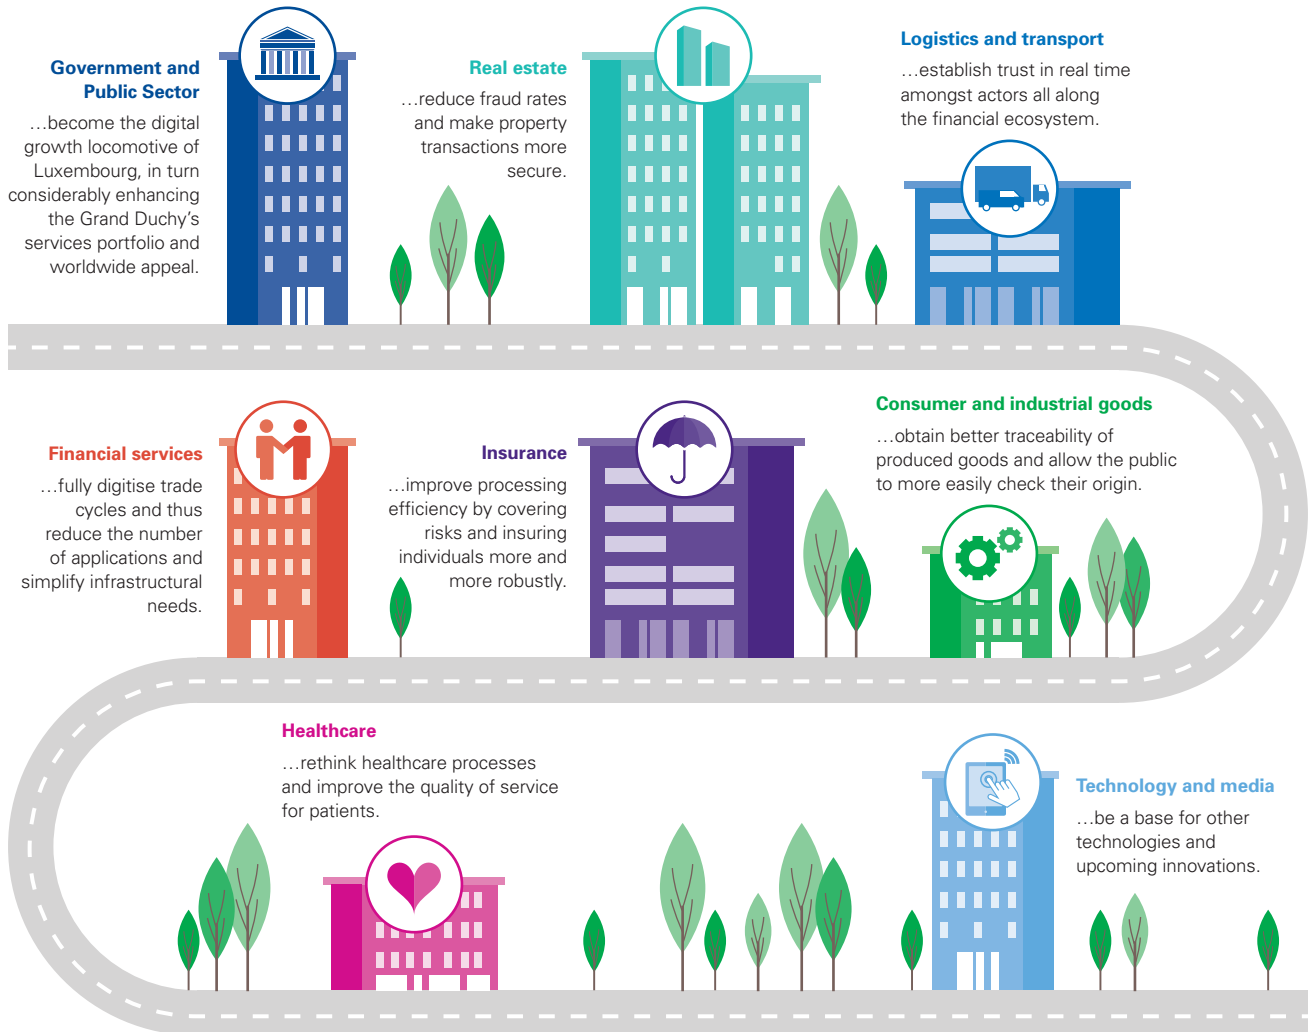 Government and
Public Sector
…become the digital
growth locomotive of
Luxembourg, in turn
considerably enhancing
the Grand Duchy’s
services portfolio and
worldwide appeal.
Real estate
…reduce fraud rates
and make property
transactions more
secure.
Logistics and transport
…establish trust in real time
amongst actors all along
the financial ecosystem.
Financial services
…fully digitise trade
cycles and thus
reduce the number
of applications and
simplify infrastructural
needs.
Insurance
…improve processing
efficiency by covering
risks and insuring
individuals more and
more robustly.
Consumer and industrial goods
…obtain better traceability of
produced goods and allow the public
to more easily check their origin.
Healthcare
…rethink healthcare processes
and improve the quality of service
for patients.
Technology and media
…be a base for other
technologies and
upcoming innovations.